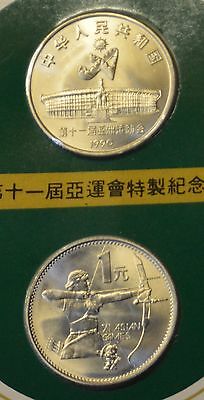 中华人民共和国
第十一届亚洲运动会
1990
第十一屆亞運會特製紀念
1元
XI ASIAN
GAMES